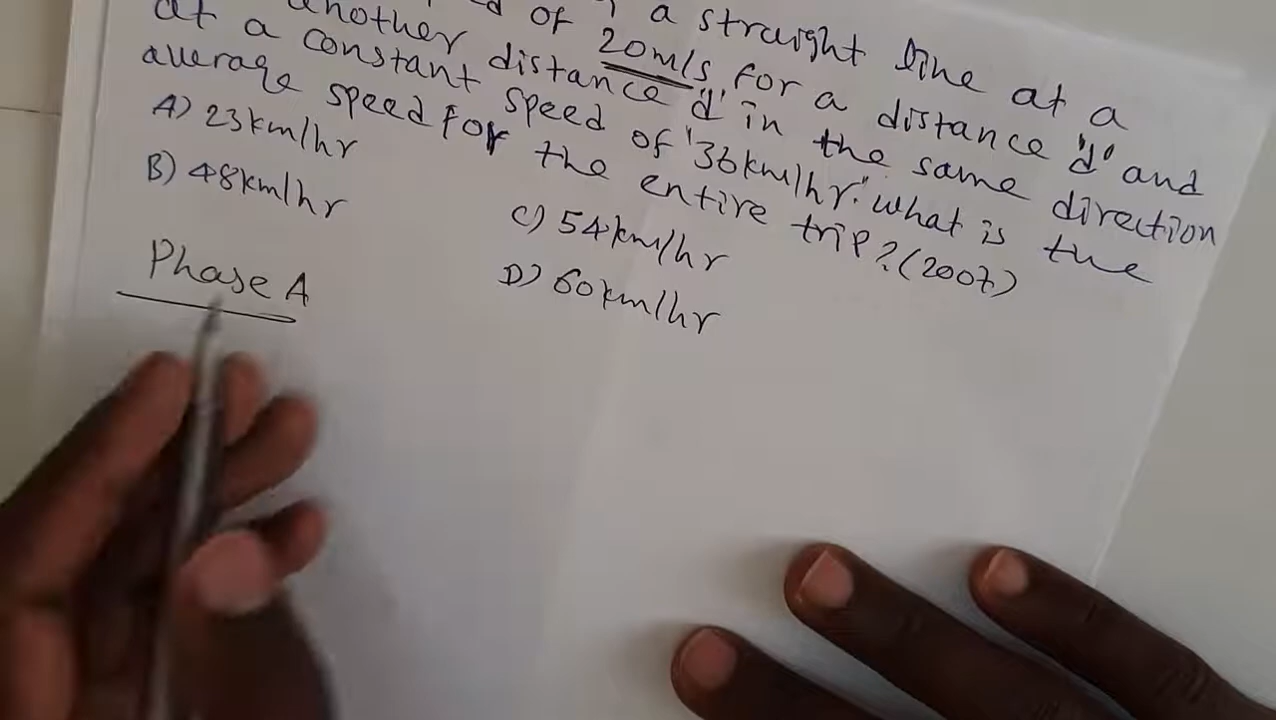 of a straight line at a
speed of 20m/s for a distance 'd' and
another distance 'd' in the same direction
at a constant speed of '36km/hr." what is the
average speed for the entire trip? (2007)
A) 23km/hr
B) 48km/hr
C) 54km/hr
D) 60km/hr
Phase A